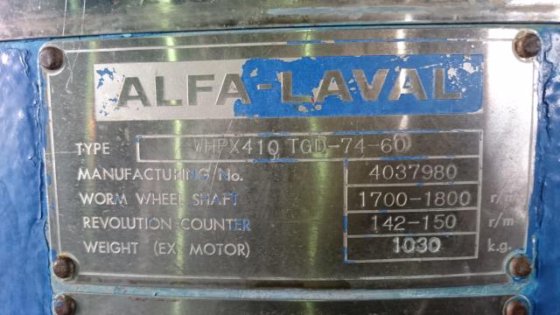 ALFA-LAVAL
TYPE WHPX410 TGD-74-60
MANUFACTURING No. 4037980
WORM WHEEL SHAFT 1700-1800 r/m
REVOLUTION COUNTER 142-150 r/m
WEIGHT (EX MOTOR) 1030 k.g.